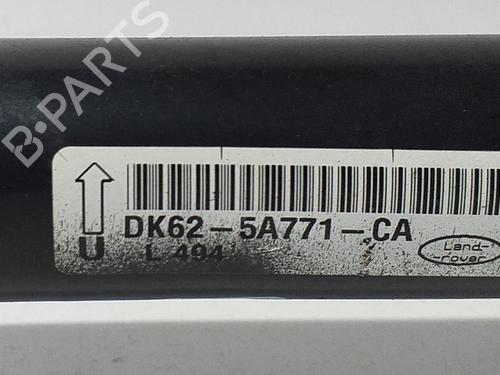 B-PARTS
DK62-5A771-CA
U
L 494
Land-
-rover